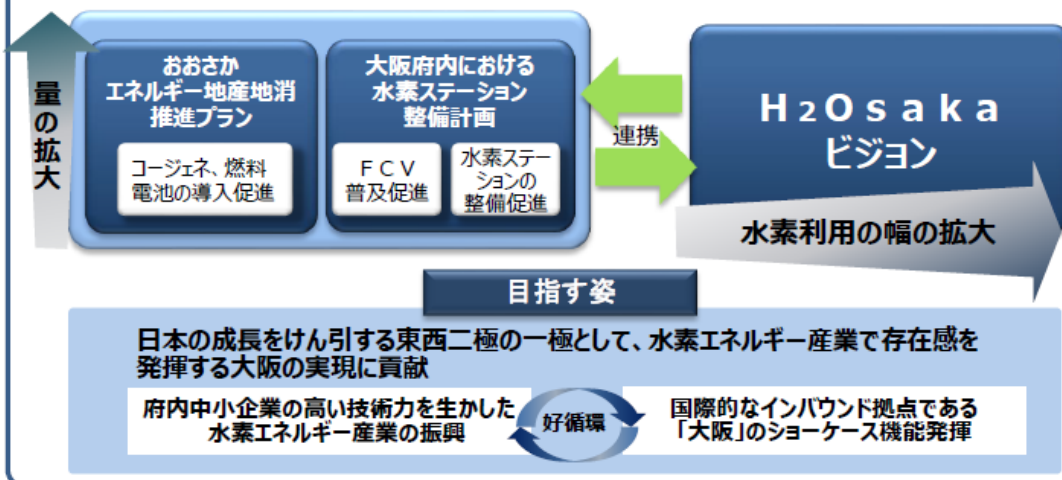 量の拡大
おおさか
エネルギー地産地消
推進プラン
コージェネ、燃料
電池の導入促進
大阪府内における
水素ステーション
整備計画
ＦＣＶ
普及促進
水素ステー
ションの
整備促進
連携
Ｈ２Ｏｓａｋａ
ビジョン
水素利用の幅の拡大
目指す姿
日本の成長をけん引する東西二極の一極として、水素エネルギー産業で存在感を
発揮する大阪の実現に貢献
府内中小企業の高い技術力を生かした
水素エネルギー産業の振興
好循環
国際的なインバウンド拠点である
「大阪」のショーケース機能発揮